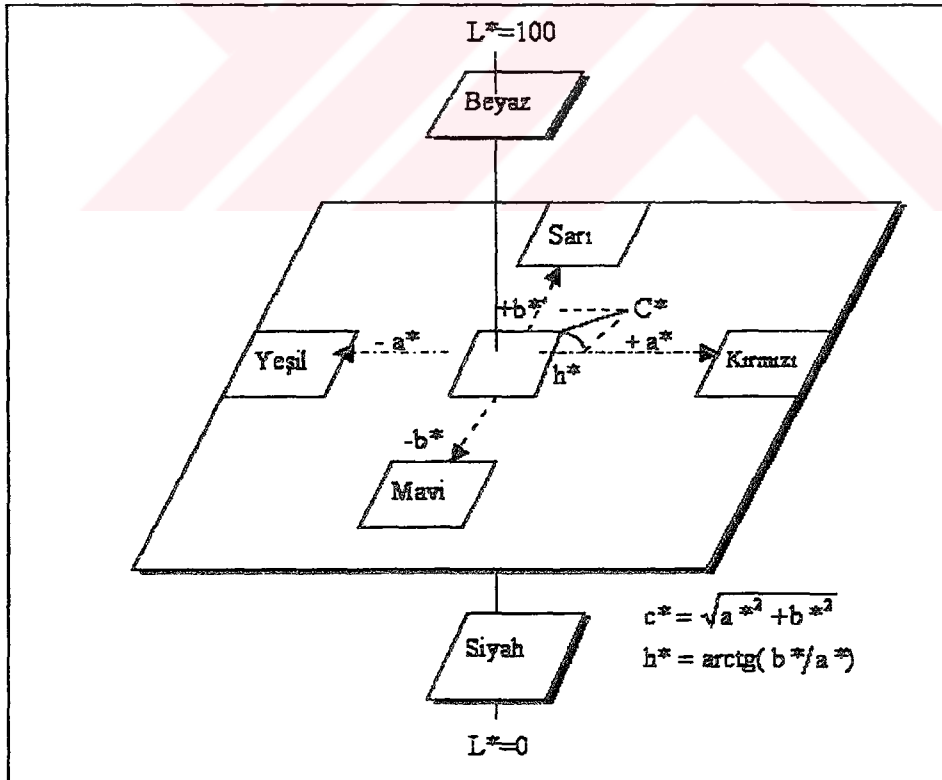 L*=100
Beyaz
Sarı
+b*
C*
Yeşil
- a*
+ a*
Kırmızı
h*
-b*
Mavi
c* = √a*² + b*²
h* = arctg( b*/a*)
Siyah
L*=0